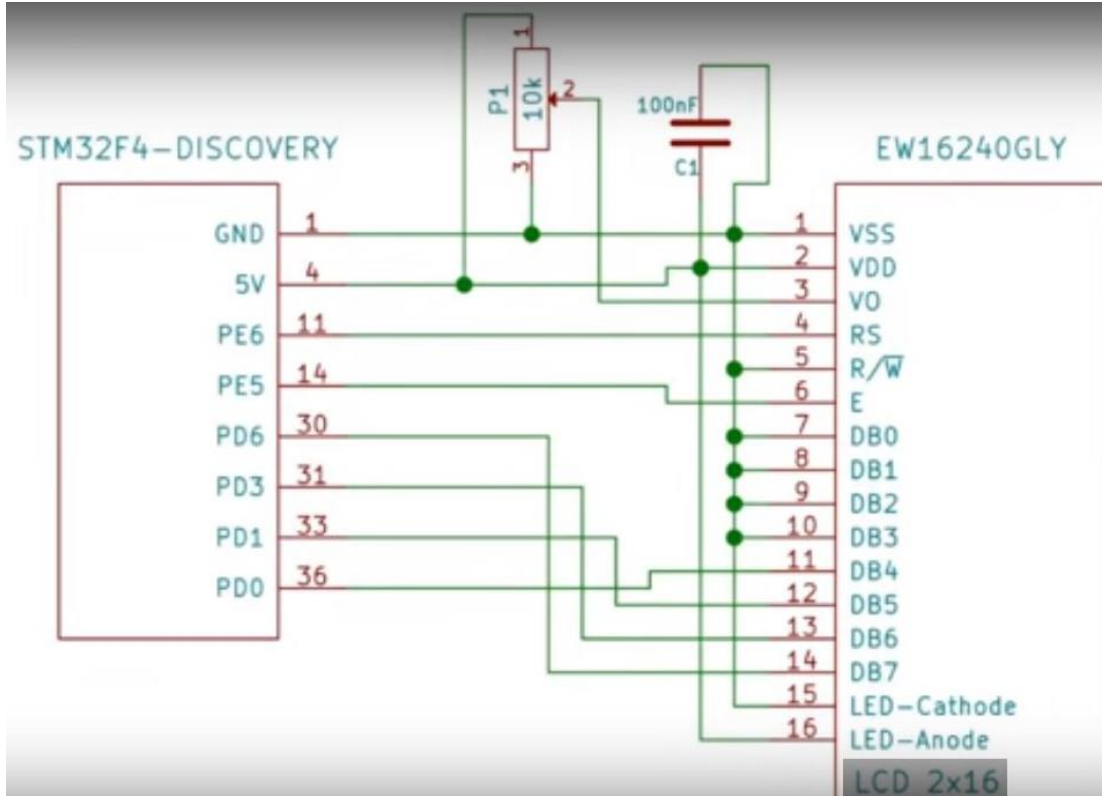 1
P1
10k
2
3
100nF
C1
STM32F4-DISCOVERY
EW16240GLY
GND 1
5V 4
PE6 11
PE5 14
PD6 30
PD3 31
PD1 33
PD0 36
1 VSS
2 VDD
3 VO
4 RS
5 R/W̅
6 E
7 DB0
8 DB1
9 DB2
10 DB3
11 DB4
12 DB5
13 DB6
14 DB7
15 LED-Cathode
16 LED-Anode
LCD 2x16